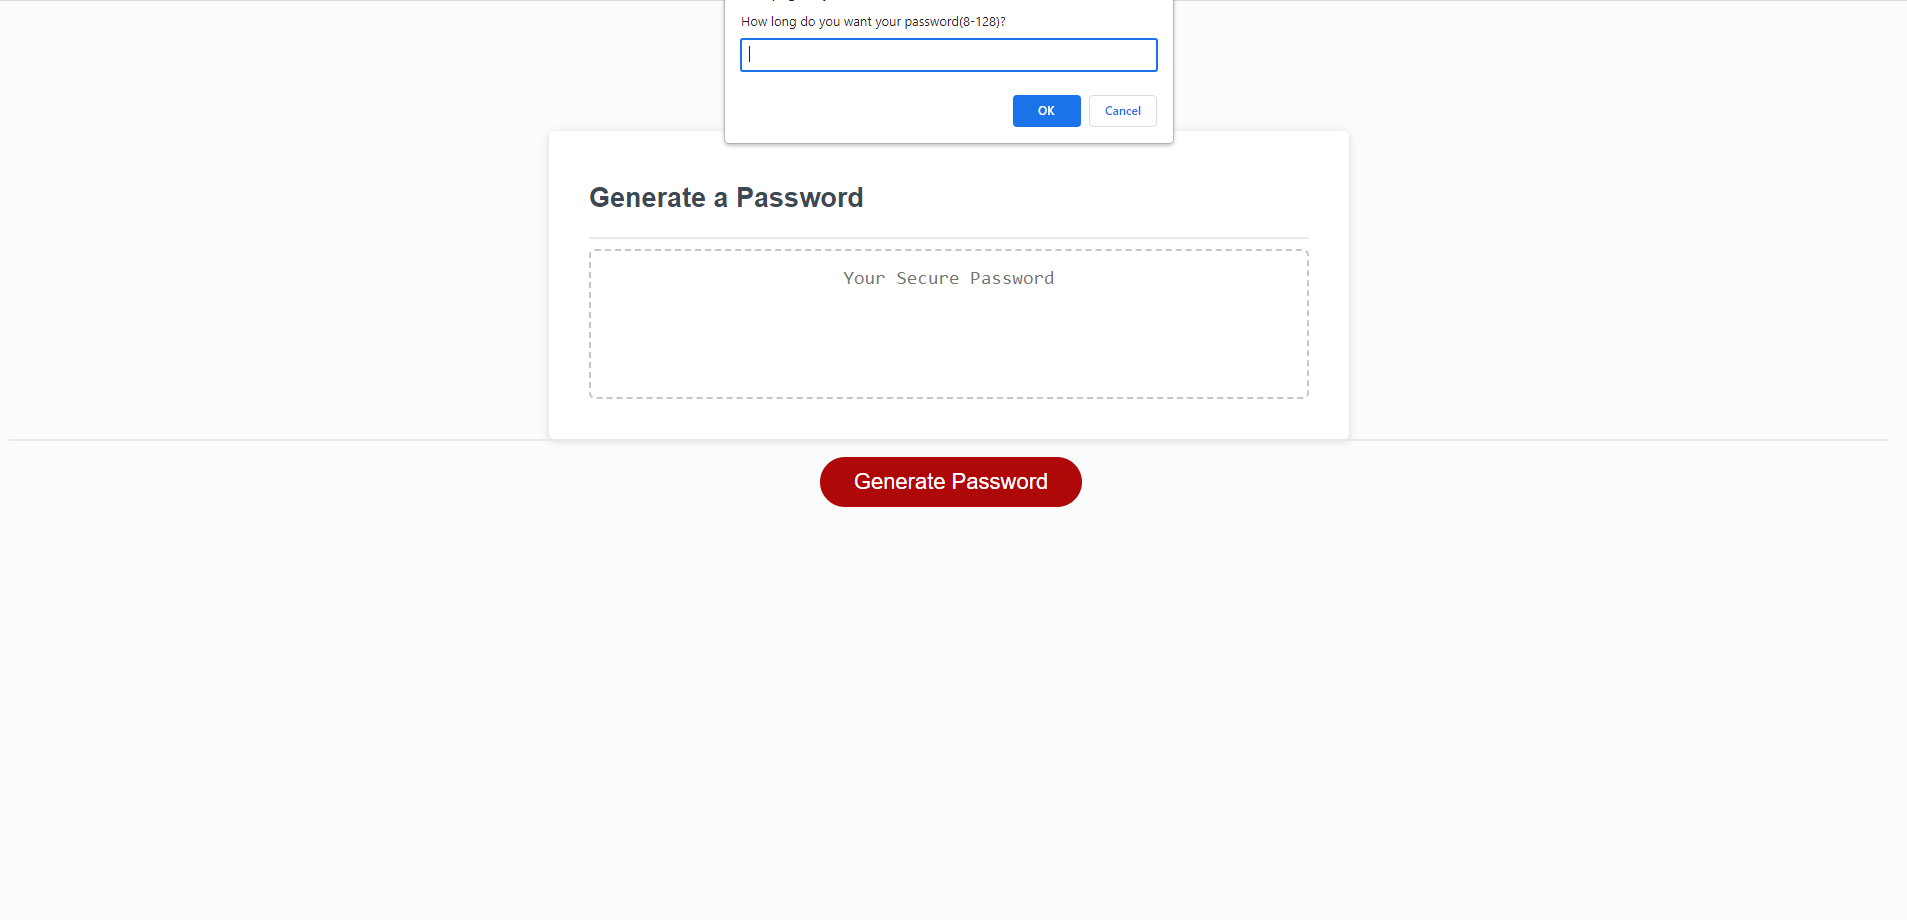 How long do you want your password(8-128)?
OK
Cancel
Generate a Password
Your Secure Password
Generate Password